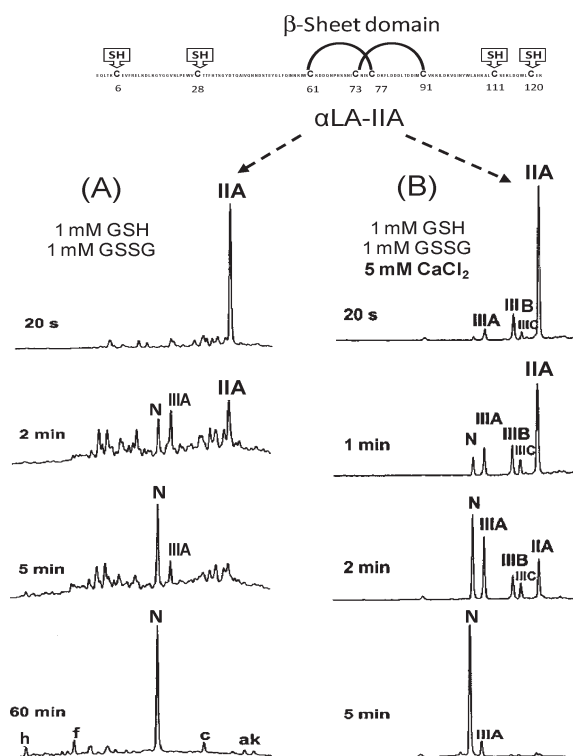 β-Sheet domain
SH SH SH SH
6 28 61 73 77 91 111 120
αLA-IIA
(A)
1 mM GSH
1 mM GSSG
IIA
20 s
2 min
N IIIA IIA
5 min
N IIIA
60 min
N
h f c ak
(B)
1 mM GSH
1 mM GSSG
5 mM CaCl₂
IIA
20 s
IIIA IIIB IIIC
1 min
N IIIA IIIB IIIC IIA
2 min
N IIIA IIIB IIIC IIA
5 min
N IIIA